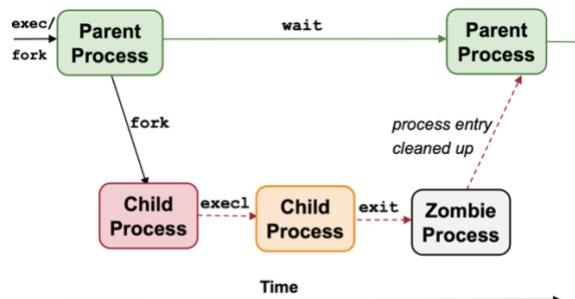 exec/
fork
Parent
Process
wait
Parent
Process
fork
process entry
cleaned up
Child
Process
execl
Child
Process
exit
Zombie
Process
Time